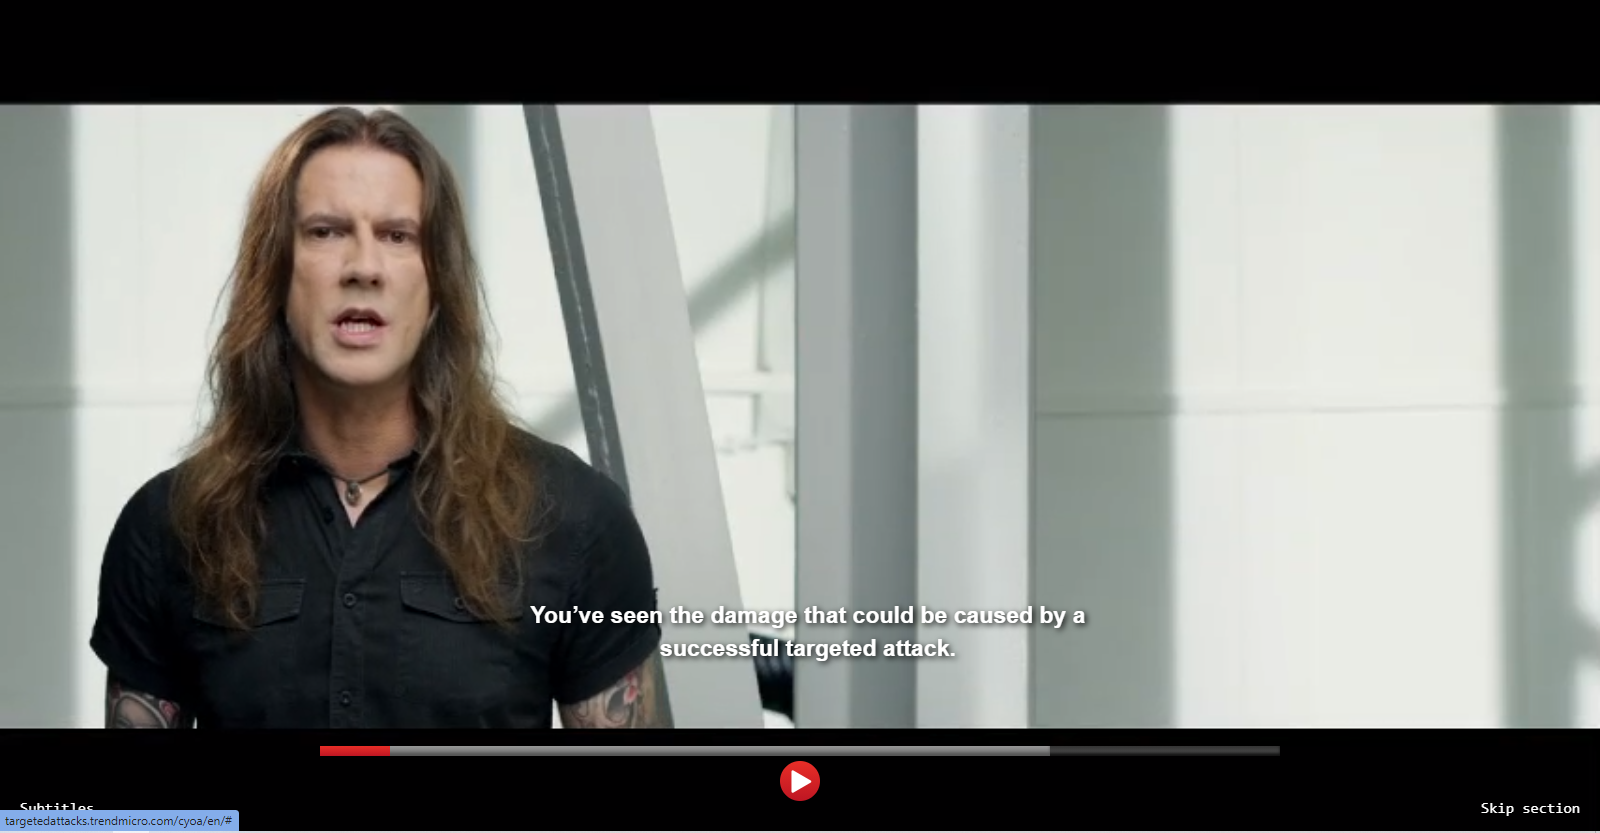 You’ve seen the damage that could be caused by a
successful targeted attack.
Subtitles
Skip section
targetedattacks.trendmicro.com/cyoa/en/#